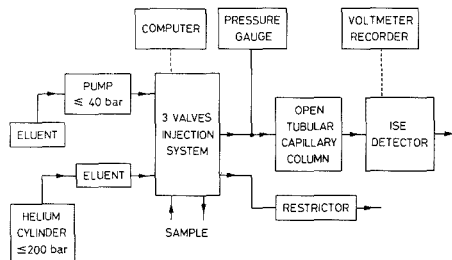 COMPUTER
PRESSURE
GAUGE
VOLTMETER
RECORDER
PUMP
≤ 40 bar
ELUENT
3 VALVES
INJECTION
SYSTEM
OPEN
TUBULAR
CAPILLARY
COLUMN
ISE
DETECTOR
ELUENT
HELIUM
CYLINDER
≤200 bar
SAMPLE
RESTRICTOR